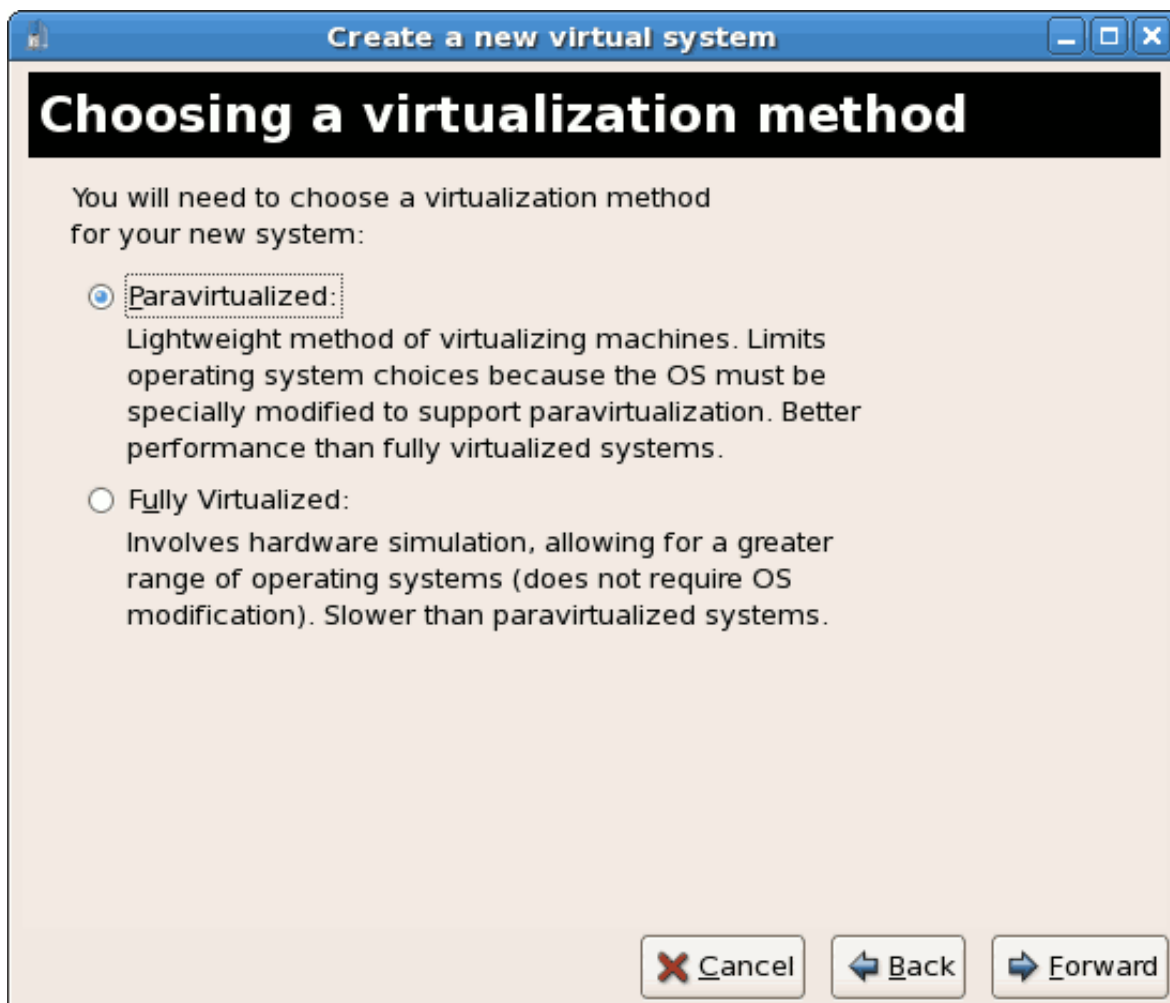 Create a new virtual system
Choosing a virtualization method
You will need to choose a virtualization method
for your new system:
Paravirtualized:
Lightweight method of virtualizing machines. Limits
operating system choices because the OS must be
specially modified to support paravirtualization. Better
performance than fully virtualized systems.
Fully Virtualized:
Involves hardware simulation, allowing for a greater
range of operating systems (does not require OS
modification). Slower than paravirtualized systems.
Cancel Back Forward